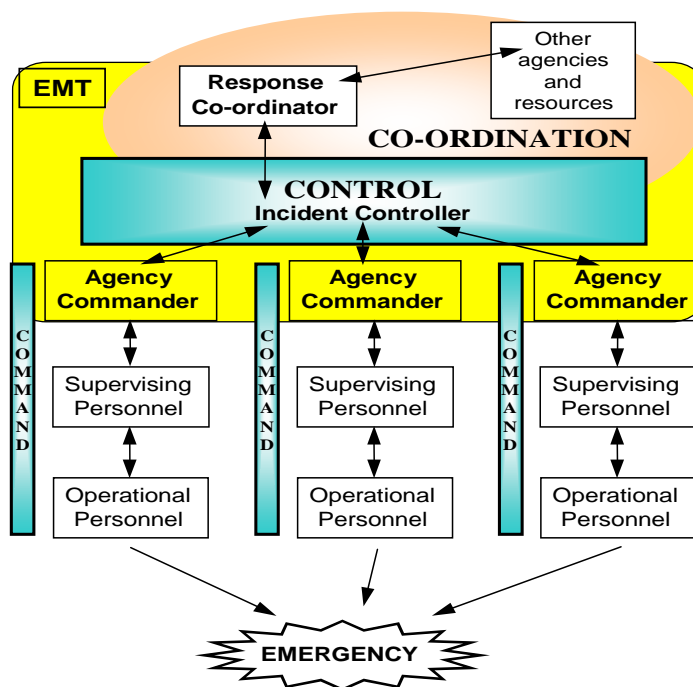 Other
agencies
and
resources
EMT
Response
Co-ordinator
CO-ORDINATION
CONTROL
Incident Controller
COMMAND
Agency
Commander
COMMAND
Agency
Commander
COMMAND
Agency
Commander
Supervising
Personnel
Supervising
Personnel
Supervising
Personnel
Operational
Personnel
Operational
Personnel
Operational
Personnel
EMERGENCY